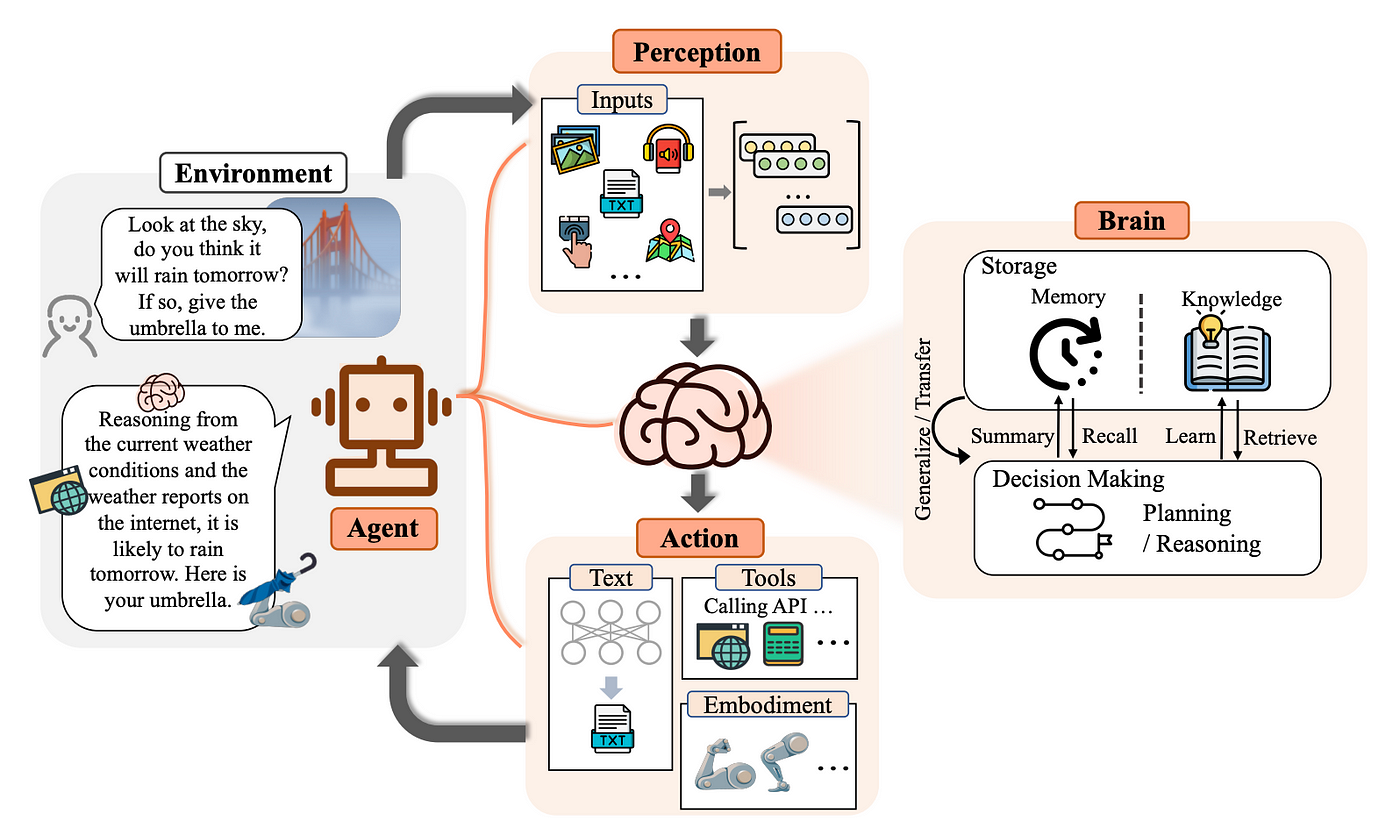 Perception
Inputs
TXT
...
...
Environment
Look at the sky,
do you think it
will rain tomorrow?
If so, give the
umbrella to me.
Reasoning from
the current weather
conditions and the
weather reports on
the internet, it is
likely to rain
tomorrow. Here is
your umbrella.
Agent
Action
Text
TXT
Tools
Calling API ...
...
Embodiment
...
Brain
Storage
Memory
Knowledge
Generalize / Transfer
Summary
Recall
Learn
Retrieve
Decision Making
Planning
/ Reasoning